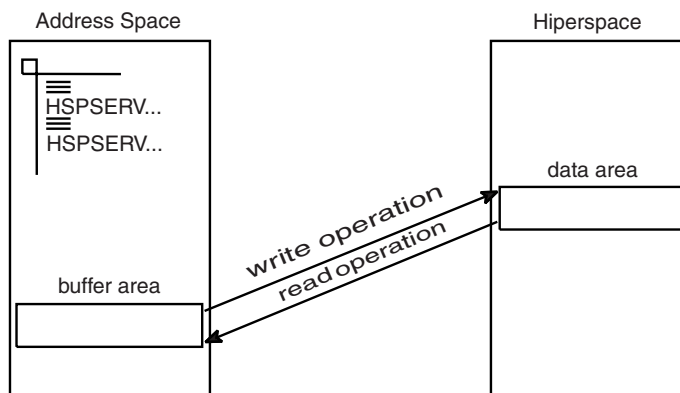 Address Space
Hiperspace
HSPSERV...
HSPSERV...
data area
write operation
read operation
buffer area